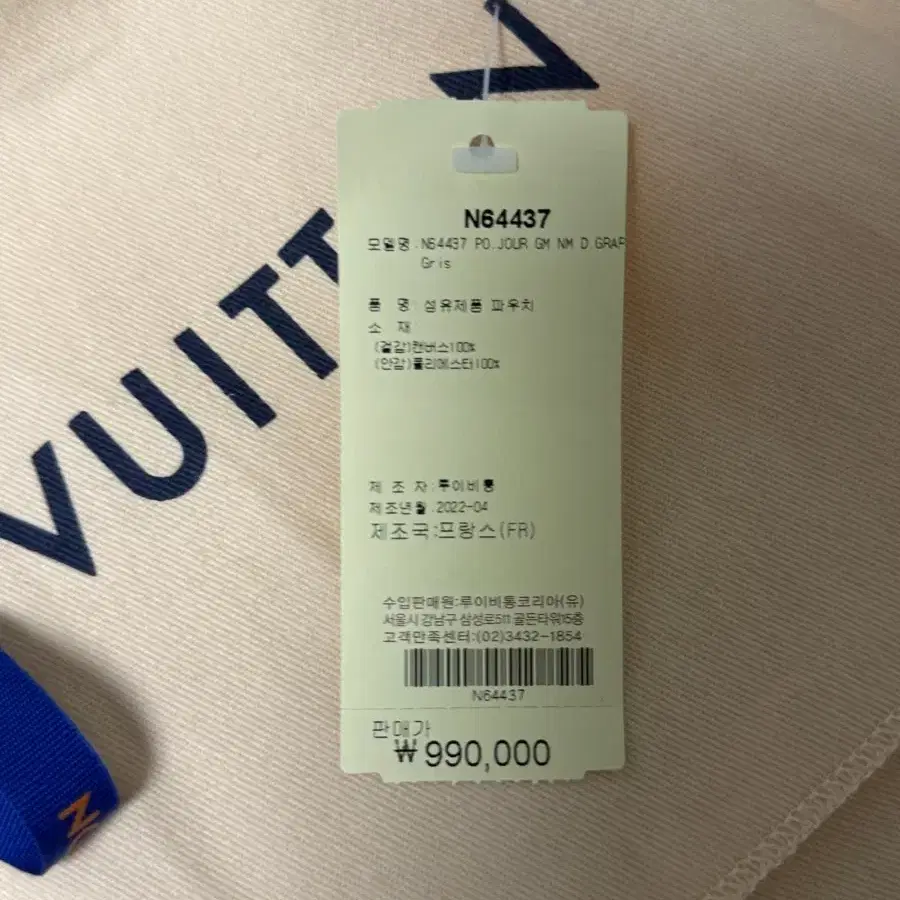 VUITT
N64437
모델명:N64437 PO.JOUR GM NM D.GRAF
Gris
품 명: 섬유제품 파우치
소 재
(겉감)캔버스100%
(안감)폴리에스터100%
제 조 자:루이비통
제조년월:2022-04
제조국:프랑스(FR)
수입판매원:루이비통코리아(유)
서울시 강남구 삼성로511 골든타워15층
고객만족센터:(02)3432-1854
N64437
판매가
₩990,000